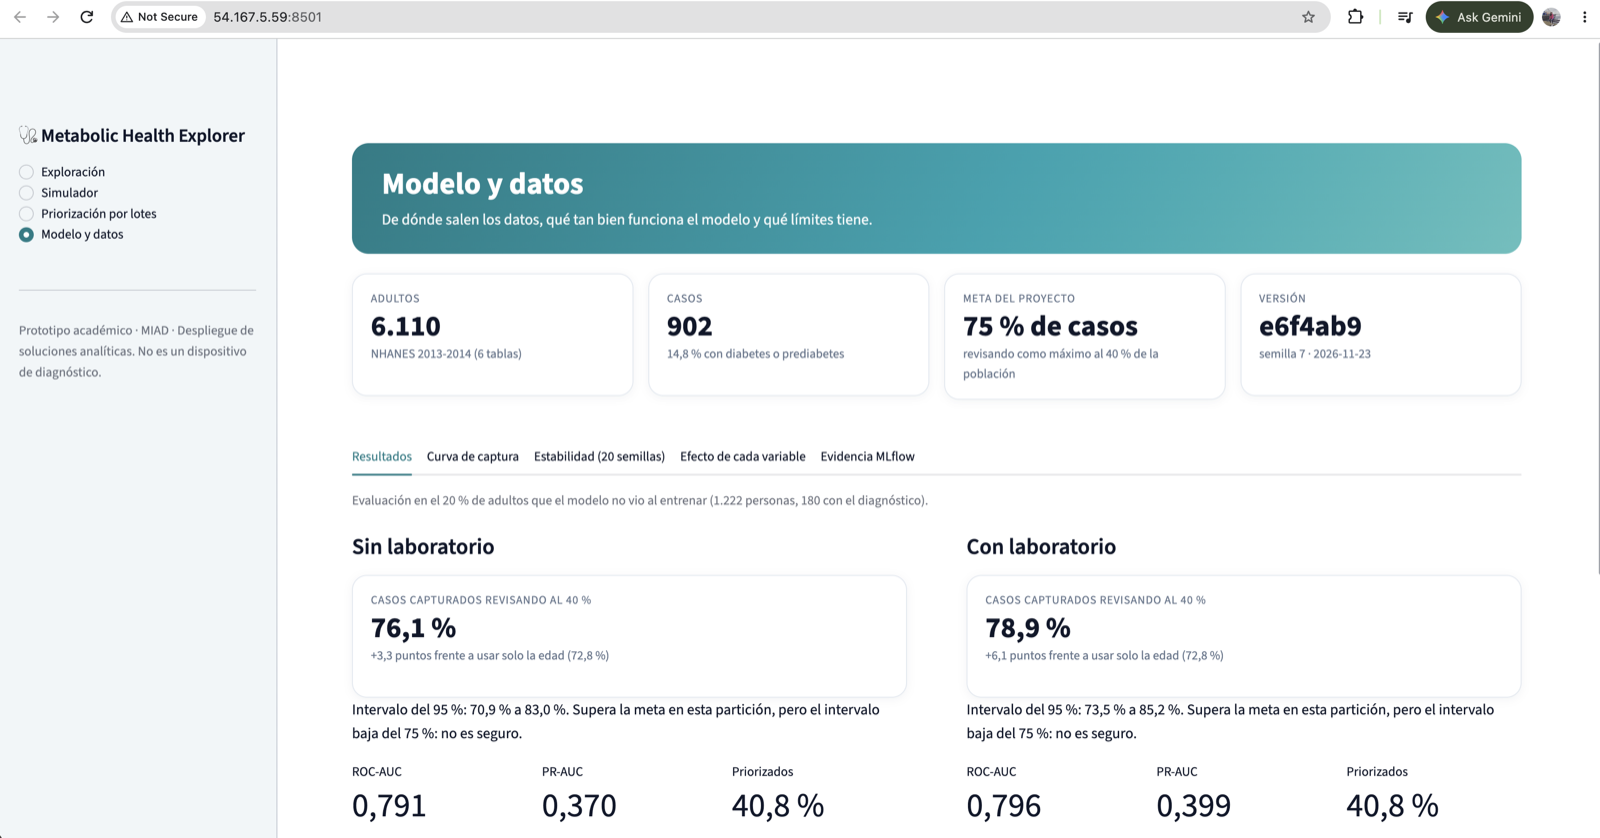 Not Secure 54.167.5.59:8501
Ask Gemini
Metabolic Health Explorer
Exploración
Simulador
Priorización por lotes
Modelo y datos
Prototipo académico · MIAD · Despliegue de
soluciones analíticas. No es un dispositivo
de diagnóstico.
Modelo y datos
De dónde salen los datos, qué tan bien funciona el modelo y qué límites tiene.
ADULTOS
6.110
NHANES 2013-2014 (6 tablas)
CASOS
902
14,8 % con diabetes o prediabetes
META DEL PROYECTO
75 % de casos
revisando como máximo al 40 % de la
población
VERSIÓN
e6f4ab9
semilla 7 · 2026-11-23
Resultados Curva de captura Estabilidad (20 semillas) Efecto de cada variable Evidencia MLflow
Evaluación en el 20 % de adultos que el modelo no vio al entrenar (1.222 personas, 180 con el diagnóstico).
Sin laboratorio
CASOS CAPTURADOS REVISANDO AL 40 %
76,1 %
+3,3 puntos frente a usar solo la edad (72,8 %)
Intervalo del 95 %: 70,9 % a 83,0 %. Supera la meta en esta partición, pero el intervalo
baja del 75 %: no es seguro.
ROC-AUC PR-AUC Priorizados
0,791 0,370 40,8 %
Con laboratorio
CASOS CAPTURADOS REVISANDO AL 40 %
78,9 %
+6,1 puntos frente a usar solo la edad (72,8 %)
Intervalo del 95 %: 73,5 % a 85,2 %. Supera la meta en esta partición, pero el intervalo
baja del 75 %: no es seguro.
ROC-AUC PR-AUC Priorizados
0,796 0,399 40,8 %